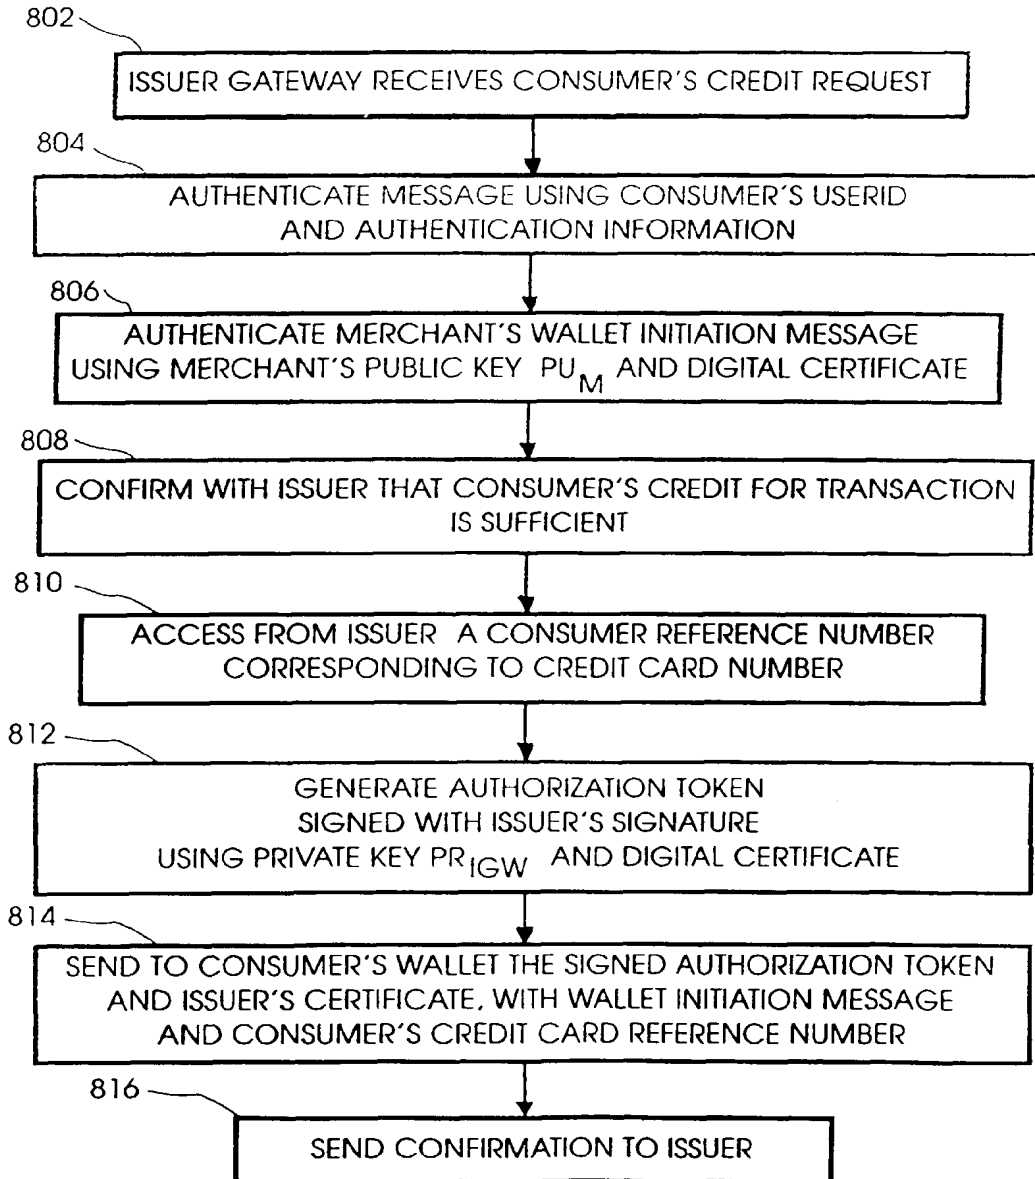 802
ISSUER GATEWAY RECEIVES CONSUMER'S CREDIT REQUEST
804
AUTHENTICATE MESSAGE USING CONSUMER'S USERID
AND AUTHENTICATION INFORMATION
806
AUTHENTICATE MERCHANT'S WALLET INITIATION MESSAGE
USING MERCHANT'S PUBLIC KEY PU_M AND DIGITAL CERTIFICATE
808
CONFIRM WITH ISSUER THAT CONSUMER'S CREDIT FOR TRANSACTION
IS SUFFICIENT
810
ACCESS FROM ISSUER A CONSUMER REFERENCE NUMBER
CORRESPONDING TO CREDIT CARD NUMBER
812
GENERATE AUTHORIZATION TOKEN
SIGNED WITH ISSUER'S SIGNATURE
USING PRIVATE KEY PR_IGW AND DIGITAL CERTIFICATE
814
SEND TO CONSUMER'S WALLET THE SIGNED AUTHORIZATION TOKEN
AND ISSUER'S CERTIFICATE, WITH WALLET INITIATION MESSAGE
AND CONSUMER'S CREDIT CARD REFERENCE NUMBER
816
SEND CONFIRMATION TO ISSUER